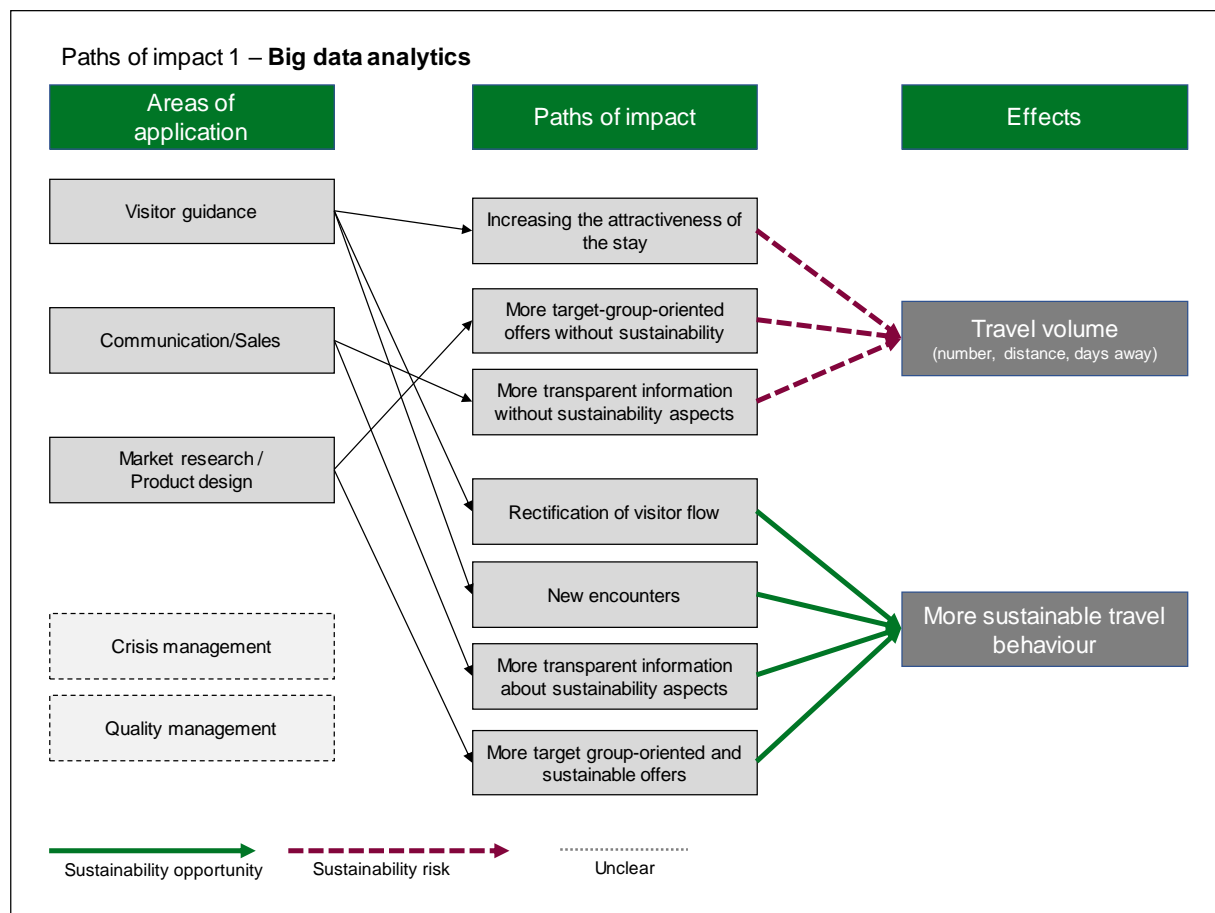 Paths of impact 1 – Big data analytics
Areas of
application
Paths of impact
Effects
Visitor guidance
Communication/Sales
Market research /
Product design
Crisis management
Quality management
Increasing the attractiveness of
the stay
More target-group-oriented
offers without sustainability
More transparent information
without sustainability aspects
Rectification of visitor flow
New encounters
More transparent information
about sustainability aspects
More target group-oriented and
sustainable offers
Travel volume
(number, distance, days away)
More sustainable travel
behaviour
Sustainability opportunity
Sustainability risk
Unclear